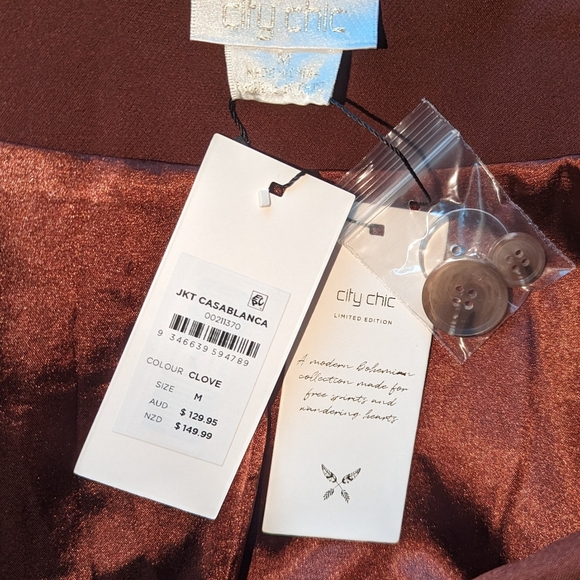 city chic
M
JKT CASABLANCA
00211370
9 346639 594789
COLOUR CLOVE
SIZE M
AUD $129.95
NZD $149.99
city chic
LIMITED EDITION
A modern Bohemian
collection made for
free spirits and
wandering hearts